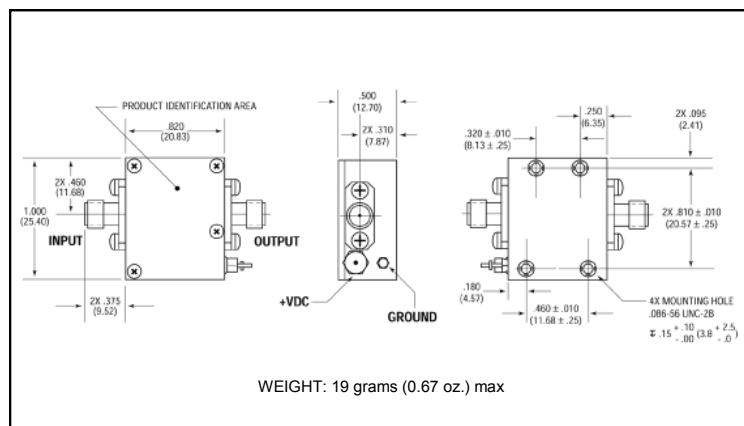 PRODUCT IDENTIFICATION AREA
.820
(20.83)
2X .460
(11.68)
1.000
(25.40)
INPUT
OUTPUT
2X .375
(9.52)
.500
(12.70)
2X .310
(7.87)
+VDC
GROUND
.250
(6.35)
2X .095
(2.41)
.320 ± .010
(8.13 ± .25)
2X .810 ± .010
(20.57 ± .25)
.180
(4.57)
.460 ± .010
(11.68 ± .25)
4X MOUNTING HOLE
.086-56 UNC-2B
↧ .15 + .10 - .00 (3.8 + 2.5 - .0 )
WEIGHT: 19 grams (0.67 oz.) max